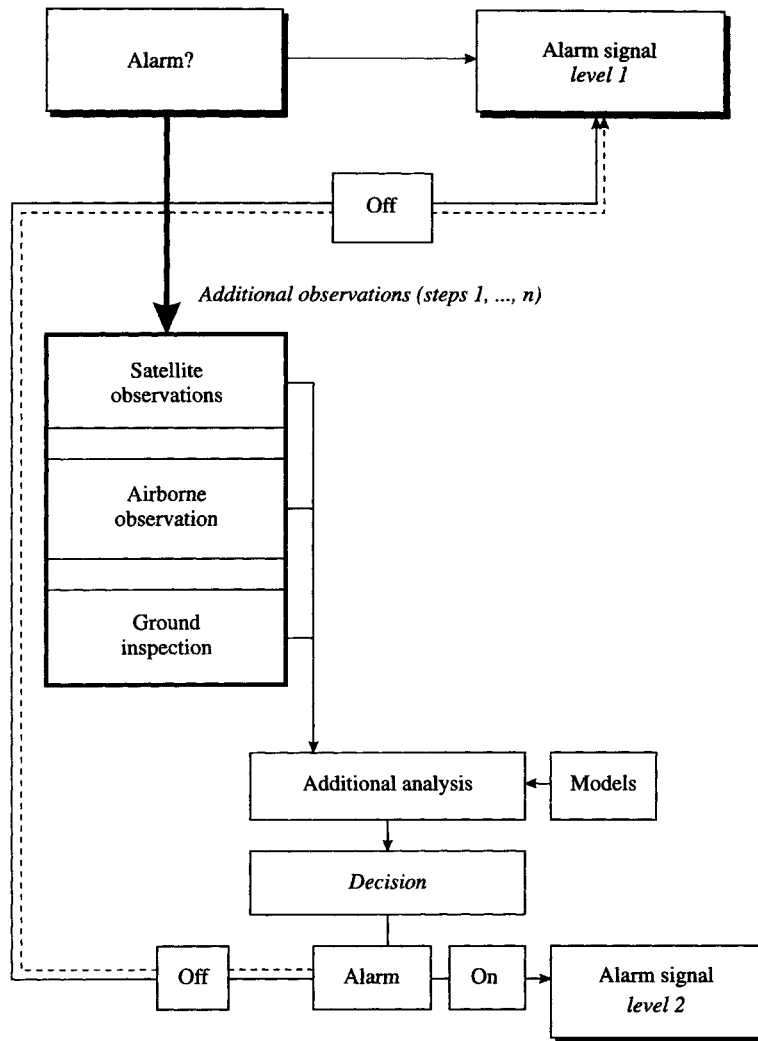 Alarm?
Alarm signal
level 1
Off
Additional observations (steps 1, ..., n)
Satellite
observations
Airborne
observation
Ground
inspection
Additional analysis
Models
Decision
Off
Alarm
On
Alarm signal
level 2